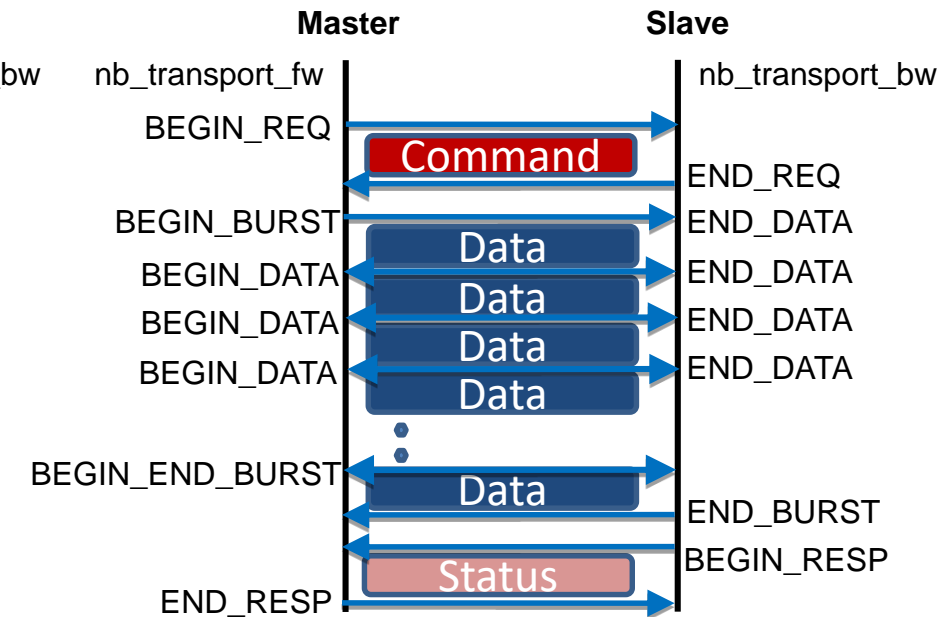 Master Slave
bw nb_transport_fw nb_transport_bw
BEGIN_REQ
Command
END_REQ
BEGIN_BURST END_DATA
Data
BEGIN_DATA END_DATA
Data
BEGIN_DATA END_DATA
Data
BEGIN_DATA END_DATA
Data
BEGIN_END_BURST
Data
END_BURST
BEGIN_RESP
Status
END_RESP